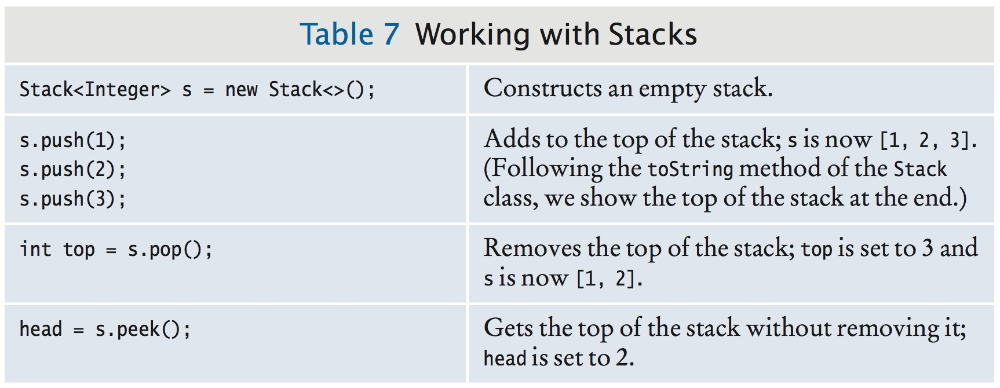 Table 7 Working with Stacks
Stack<Integer> s = new Stack<>();
Constructs an empty stack.
s.push(1);
s.push(2);
s.push(3);
Adds to the top of the stack; s is now [1, 2, 3].
(Following the toString method of the Stack
class, we show the top of the stack at the end.)
int top = s.pop();
Removes the top of the stack; top is set to 3 and
s is now [1, 2].
head = s.peek();
Gets the top of the stack without removing it;
head is set to 2.